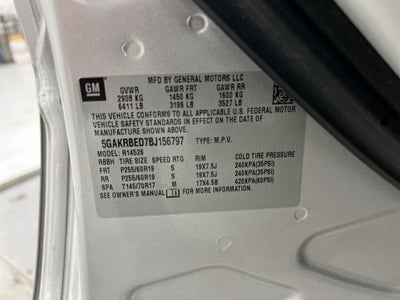 GM
MFD BY GENERAL MOTORS LLC
GVWR GAWR FRT GAWR RR
2908 KG 1450 KG 1600 KG
6411 LB 3196 LB 3527 LB
THIS VEHICLE CONFORMS TO ALL APPLICABLE U.S. FEDERAL MOTOR
VEHICLE SAFETY STANDARDS IN EFFECT ON THE DATE OF
MANUFACTURE SHOWN ABOVE.
5GAKRBED7BJ156797 TYPE: M.P.V.
MODEL: R14526
RBBH TIRE SIZE SPEED RTG RIM COLD TIRE PRESSURE
FRT P255/60R19 S 19X7.5J 240KPA(35PSI)
RR P255/60R19 S 19X7.5J 240KPA(35PSI)
SPA T145/70R17 M 17X4.5B 420KPA(60PSI)
SEE OWNER'S MANUAL FOR MORE INFORMATION.